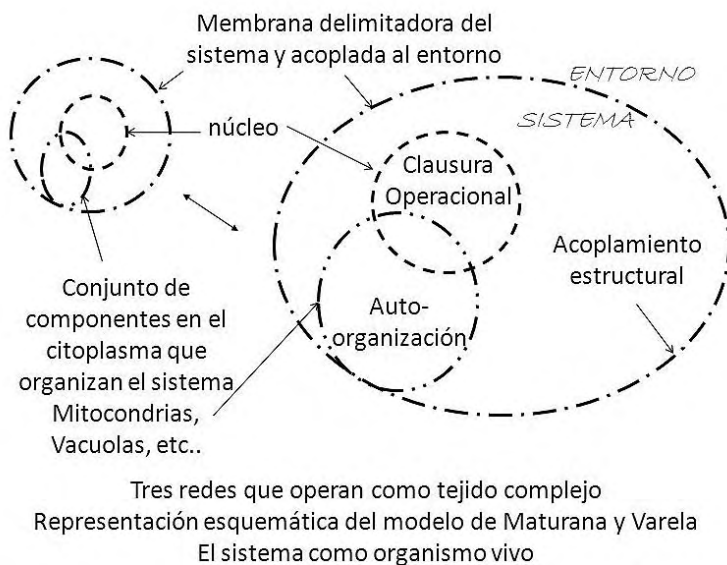 Membrana delimitadora del
sistema y acoplada al entorno
ENTORNO
SISTEMA
núcleo
Clausura
Operacional
Acoplamiento
estructural
Conjunto de
componentes en el
citoplasma que
organizan el sistema
Mitocondrias,
Vacuolas, etc..
Auto-
organización
Tres redes que operan como tejido complejo
Representación esquemática del modelo de Maturana y Varela
El sistema como organismo vivo